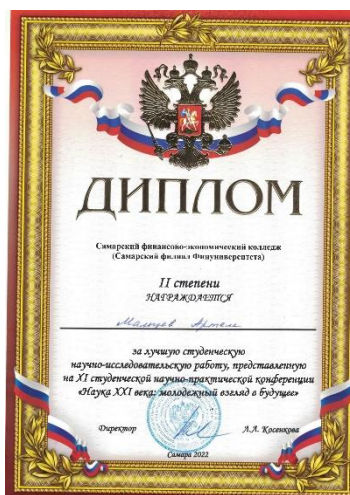 ДИПЛОМ
Самарский финансово-экономический колледж
(Самарский филиал Финуниверситета)
II степени
НАГРАЖДАЕТСЯ
Мальцев Артем
за лучшую студенческую
научно-исследовательскую работу, представленную
на XI студенческой научно-практической конференции
«Наука XXI века: молодежный взгляд в будущее»
Директор
Л.А. Косенкова
Самара 2022